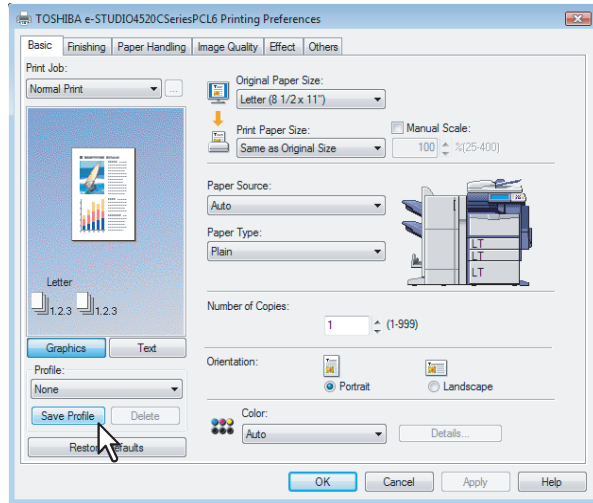 TOSHIBA e-STUDIO4520CSeriesPCL6 Printing Preferences
Basic Finishing Paper Handling Image Quality Effect Others
Print Job:
Normal Print
...
Letter
1.2.3 1.2.3
Graphics Text
Profile:
None
Save Profile Delete
Restore Defaults
Original Paper Size:
Letter (8 1/2 x 11")
Print Paper Size:
Same as Original Size
Manual Scale:
100 %(25-400)
Paper Source:
Auto
Paper Type:
Plain
LT
LT
LT
Number of Copies:
1 (1-999)
Orientation:
Portrait Landscape
Color:
Auto
Details...
OK Cancel Apply Help